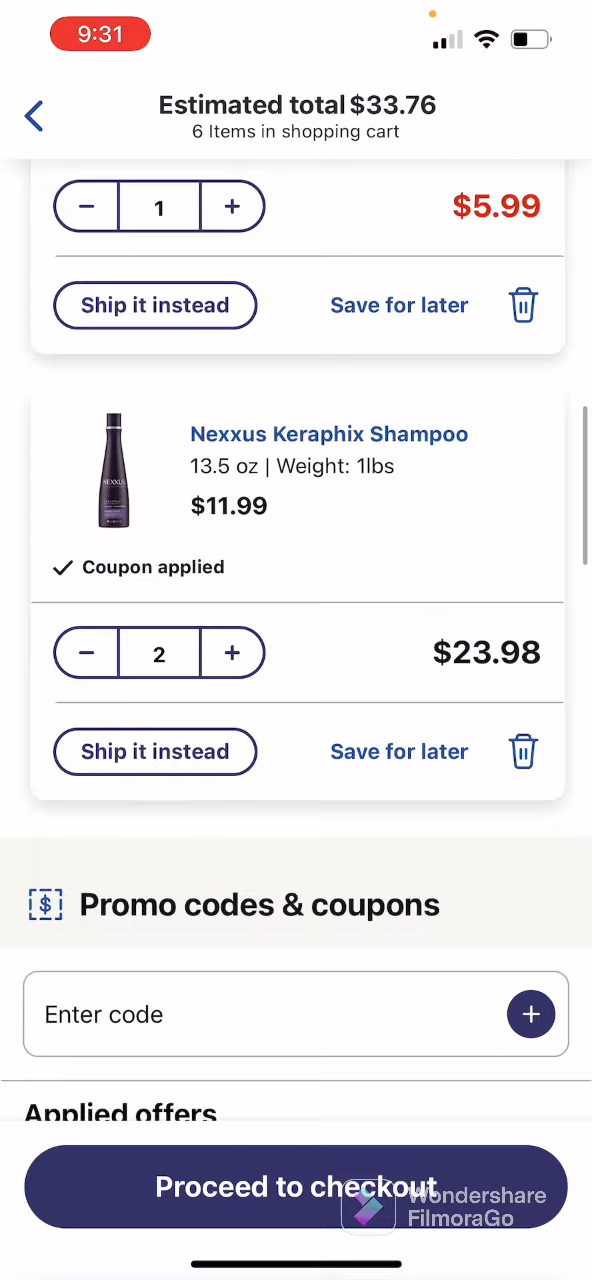 9:31
Estimated total $33.76
6 Items in shopping cart
1
$5.99
Ship it instead
Save for later
Nexxus Keraphix Shampoo
13.5 oz | Weight: 1lbs
$11.99
NEXXUS
Coupon applied
2
$23.98
Ship it instead
Save for later
Promo codes & coupons
Enter code
Applied offers
Proceed to checkout
Wondershare
FilmoraGo